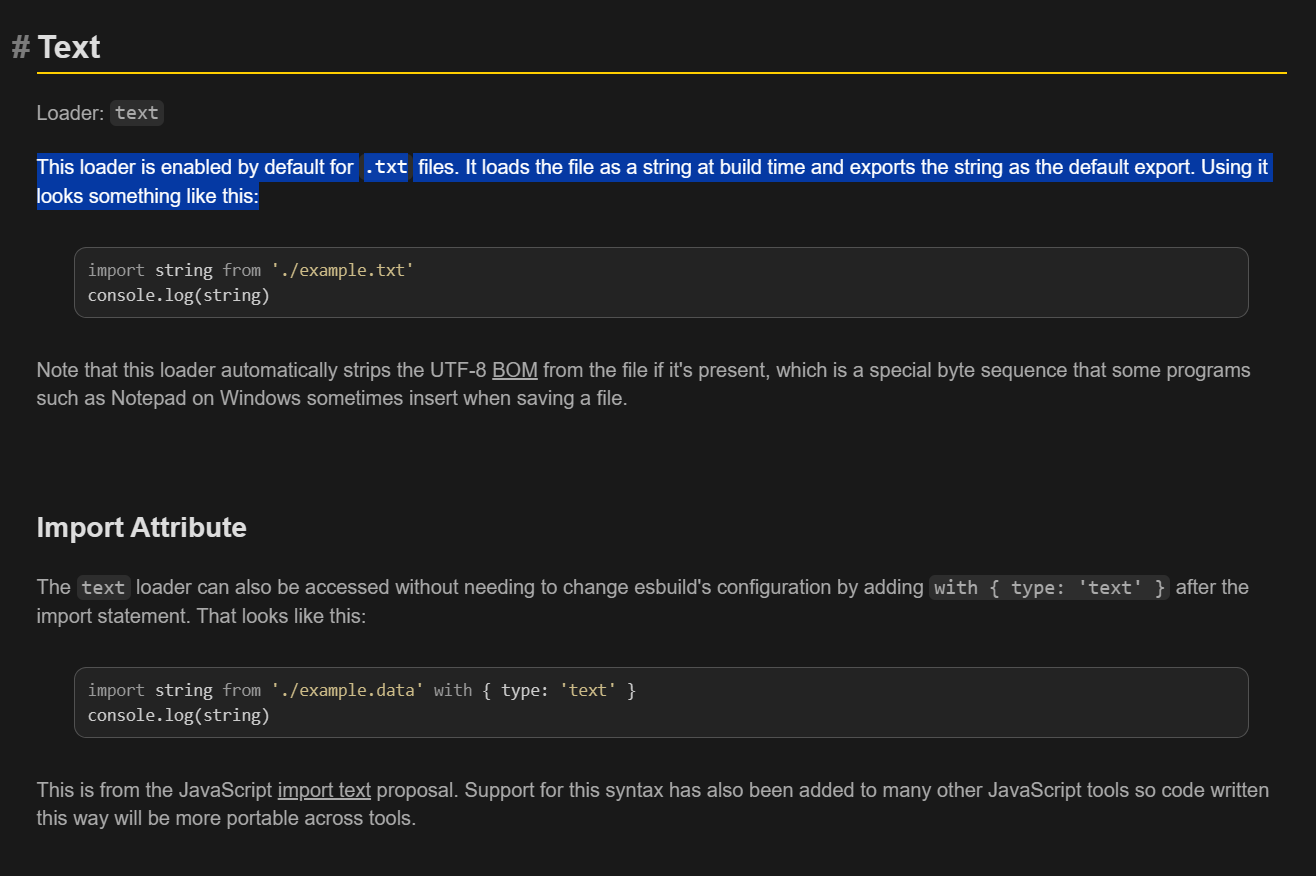 # Text
Loader: text
This loader is enabled by default for .txt files. It loads the file as a string at build time and exports the string as the default export. Using it
looks something like this:
import string from './example.txt'
console.log(string)
Note that this loader automatically strips the UTF-8 BOM from the file if it's present, which is a special byte sequence that some programs
such as Notepad on Windows sometimes insert when saving a file.
Import Attribute
The text loader can also be accessed without needing to change esbuild's configuration by adding with { type: 'text' } after the
import statement. That looks like this:
import string from './example.data' with { type: 'text' }
console.log(string)
This is from the JavaScript import text proposal. Support for this syntax has also been added to many other JavaScript tools so code written
this way will be more portable across tools.